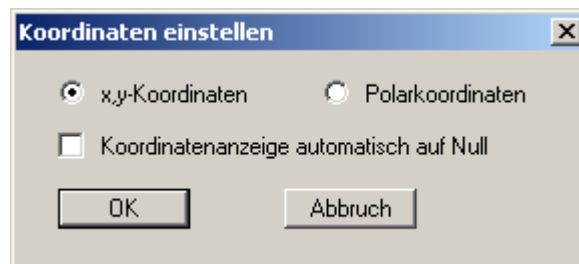 Koordinaten einstellen
x,y-Koordinaten Polarkoordinaten
Koordinatenanzeige automatisch auf Null
OK Abbruch